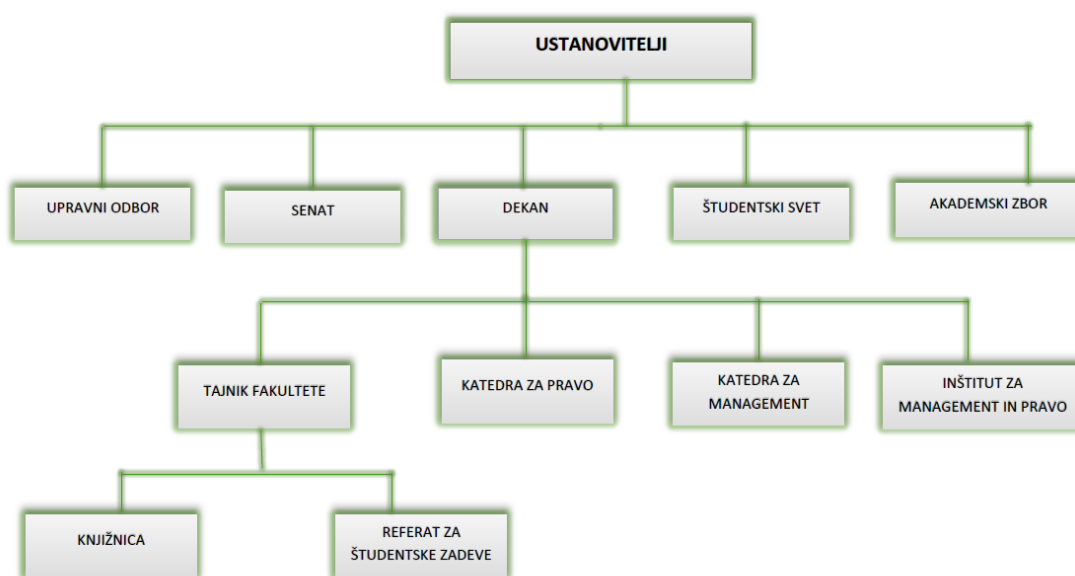 USTANOVITELJI
UPRAVNI ODBOR
SENAT
DEKAN
ŠTUDENTSKI SVET
AKADEMSKI ZBOR
TAJNIK FAKULTETE
KATEDRA ZA PRAVO
KATEDRA ZA
MANAGEMENT
INŠTITUT ZA
MANAGEMENT IN PRAVO
KNJIŽNICA
REFERAT ZA
ŠTUDENTSKE ZADEVE